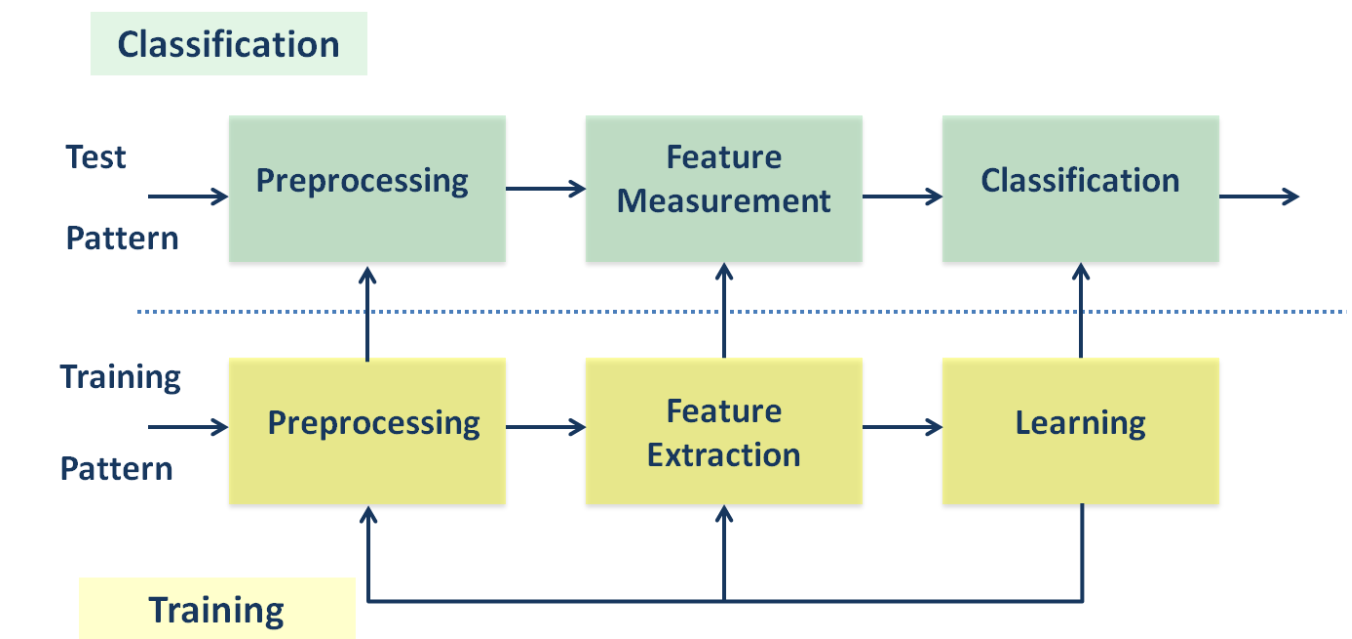 Classification
Test
Pattern
Preprocessing
Feature
Measurement
Classification
Training
Pattern
Preprocessing
Feature
Extraction
Learning
Training